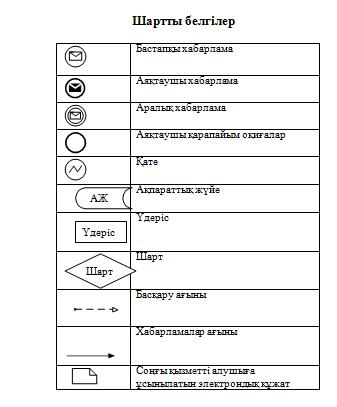 Шартты белгілер
Бастапқы хабарлама
Аяқтаушы хабарлама
Аралық хабарлама
Аяқтаушы қарапайым оқиғалар
Қате
АЖ
Ақпараттық жүйе
Үдеріс
Үдеріс
Шарт
Шарт
Басқару ағыны
Хабарламалар ағыны
Соңғы қызметті алушыға
ұсынылатын электрондық құжат